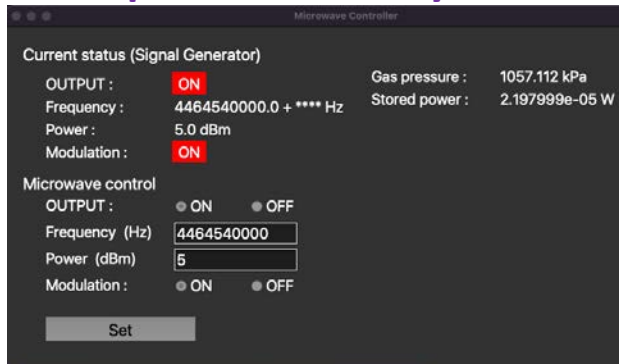 Microwave Controller
Current status (Signal Generator)
OUTPUT : ON
Gas pressure : 1057.112 kPa
Frequency : 4464540000.0 + **** Hz
Stored power : 2.197999e-05 W
Power : 5.0 dBm
Modulation : ON
Microwave control
OUTPUT : ON OFF
Frequency (Hz) 4464540000
Power (dBm) 5
Modulation : ON OFF
Set